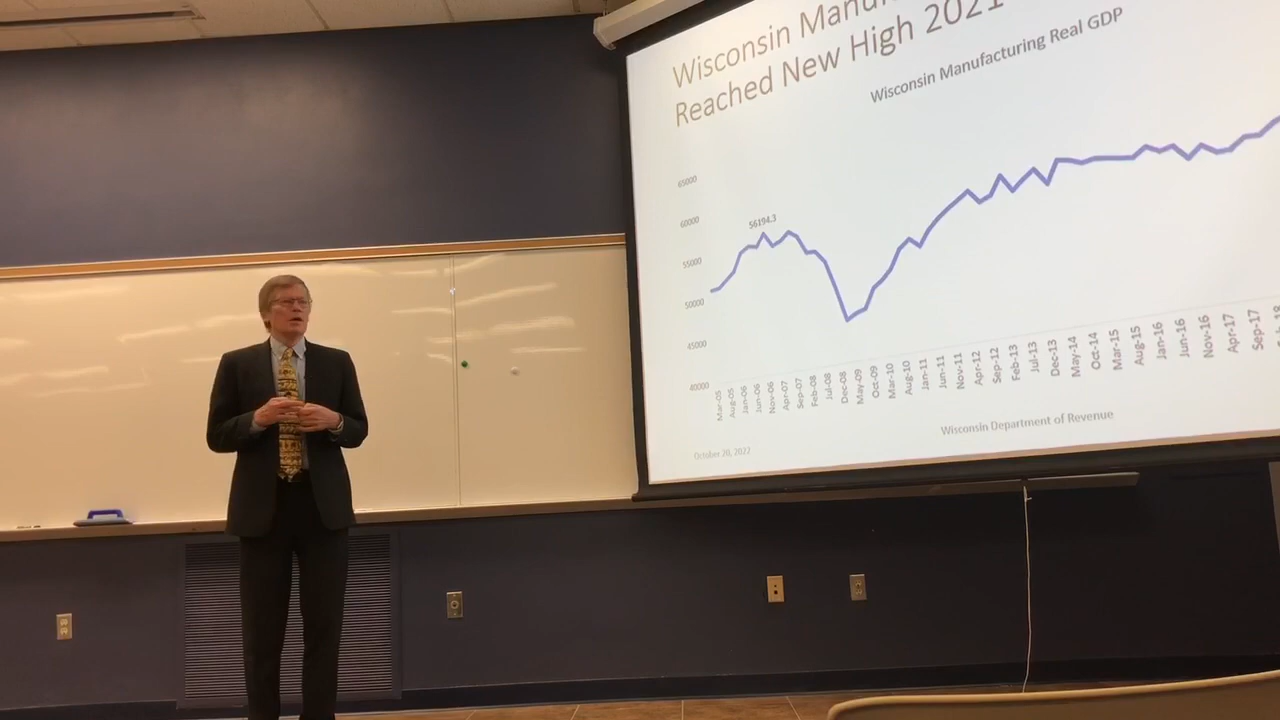 Wisconsin Manuf
Reached New High 2021
Wisconsin Manufacturing Real GDP
65000
60000
56194.3
55000
50000
45000
40000
Mar-05
Aug-05
Jan-06
Jun-06
Nov-06
Apr-07
Sep-07
Feb-08
Jul-08
Dec-08
May-09
Oct-09
Mar-10
Aug-10
Jan-11
Jun-11
Nov-11
Apr-12
Sep-12
Feb-13
Jul-13
Dec-13
May-14
Oct-14
Mar-15
Aug-15
Jan-16
Jun-16
Nov-16
Apr-17
Sep-17
Wisconsin Department of Revenue
October 20, 2022